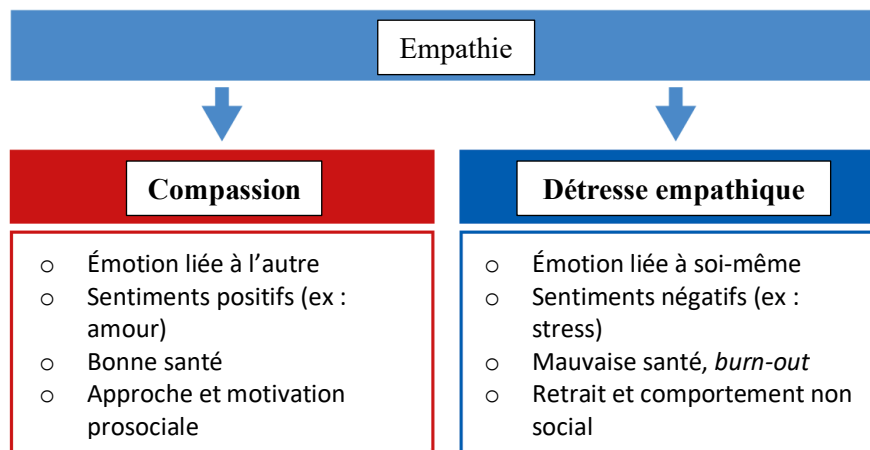 Empathie
Compassion
o Émotion liée à l’autre
o Sentiments positifs (ex :
amour)
o Bonne santé
o Approche et motivation
prosociale
Détresse empathique
o Émotion liée à soi-même
o Sentiments négatifs (ex :
stress)
o Mauvaise santé, burn-out
o Retrait et comportement non
social